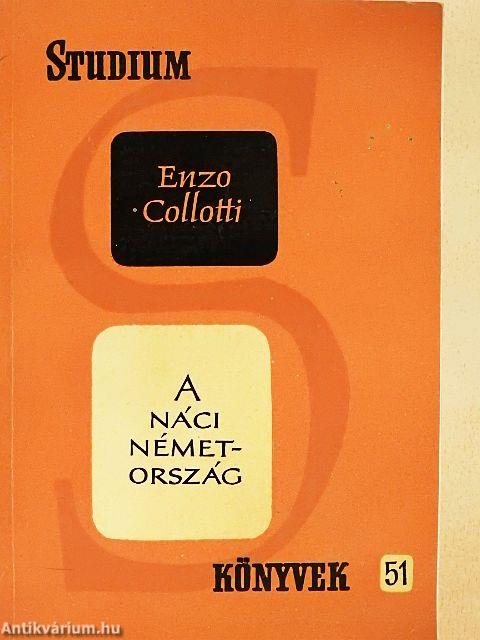 STUDIUM
Enzo
Collotti
A
NÁCI
NÉMET-
ORSZÁG
KÖNYVEK 51
Antikvárium.hu